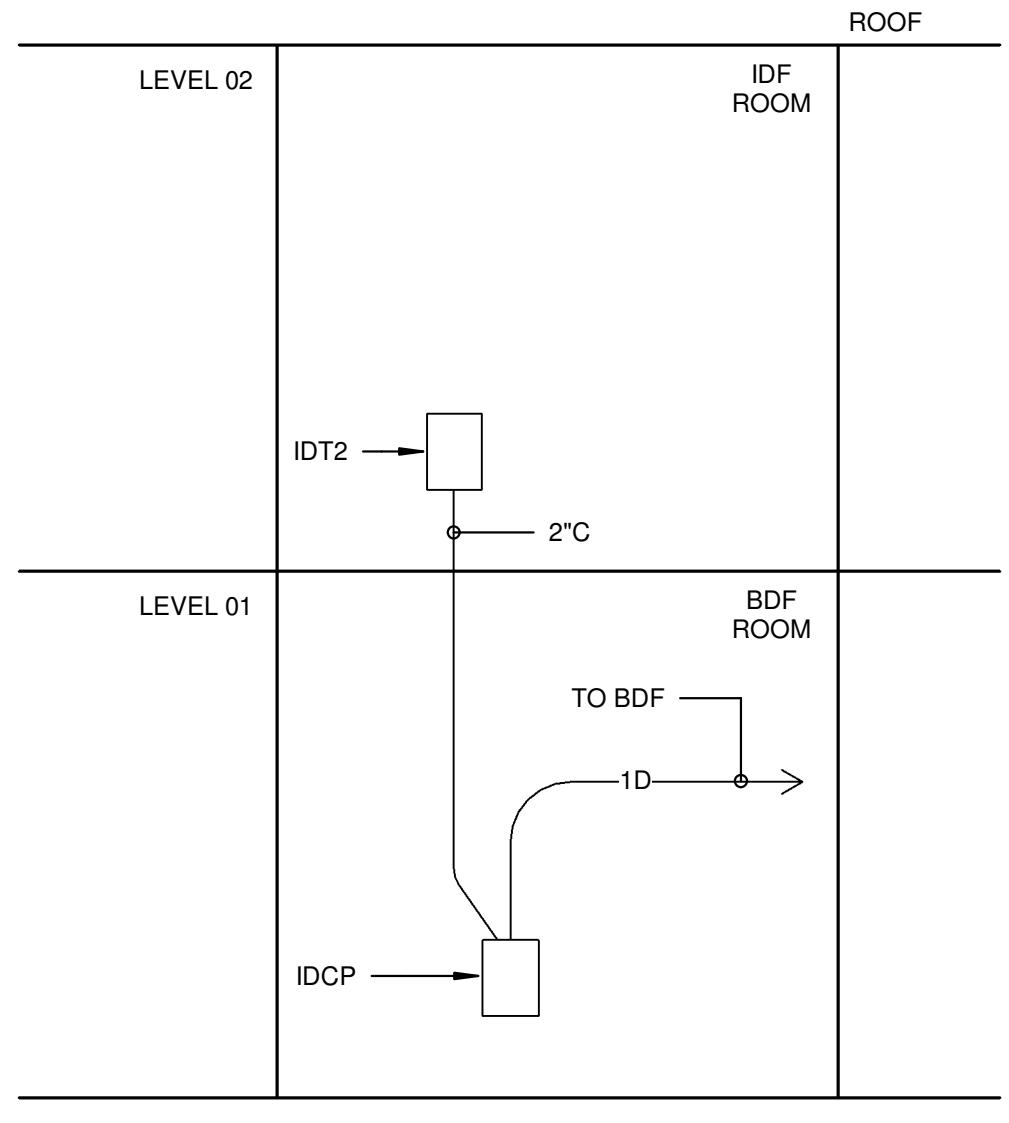 ROOF
LEVEL 02
IDF
ROOM
IDT2
2"C
LEVEL 01
BDF
ROOM
TO BDF
1D
IDCP